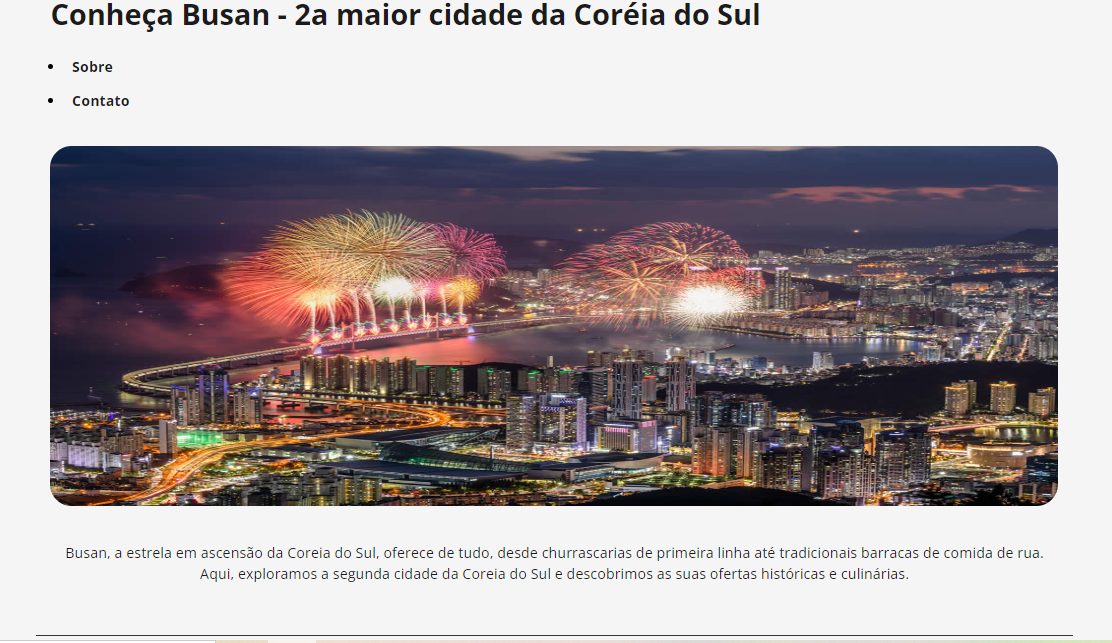 Conheça Busan - 2a maior cidade da Coréia do Sul
Sobre
Contato
Busan, a estrela em ascensão da Coreia do Sul, oferece de tudo, desde churrascarias de primeira linha até tradicionais barracas de comida de rua.
Aqui, exploramos a segunda cidade da Coreia do Sul e descobrimos as suas ofertas históricas e culinárias.